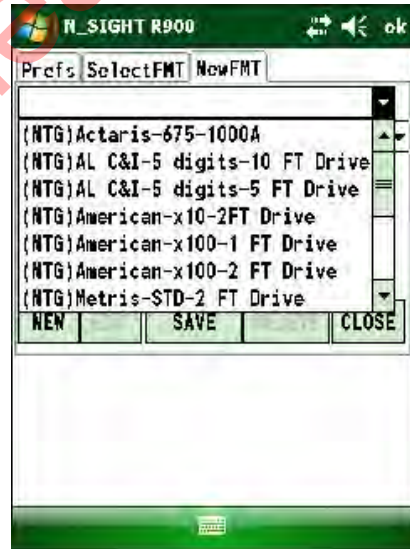 N_SIGHT R900 ok
Prefs SelectFMT NewFMT
(NTG)Actaris-675-1000A
(NTG)AL C&I-5 digits-10 FT Drive
(NTG)AL C&I-5 digits-5 FT Drive
(NTG)American-x10-2FT Drive
(NTG)American-x100-1 FT Drive
(NTG)American-x100-2 FT Drive
(NTG)Metris-STD-2 FT Drive
NEW SAVE CLOSE